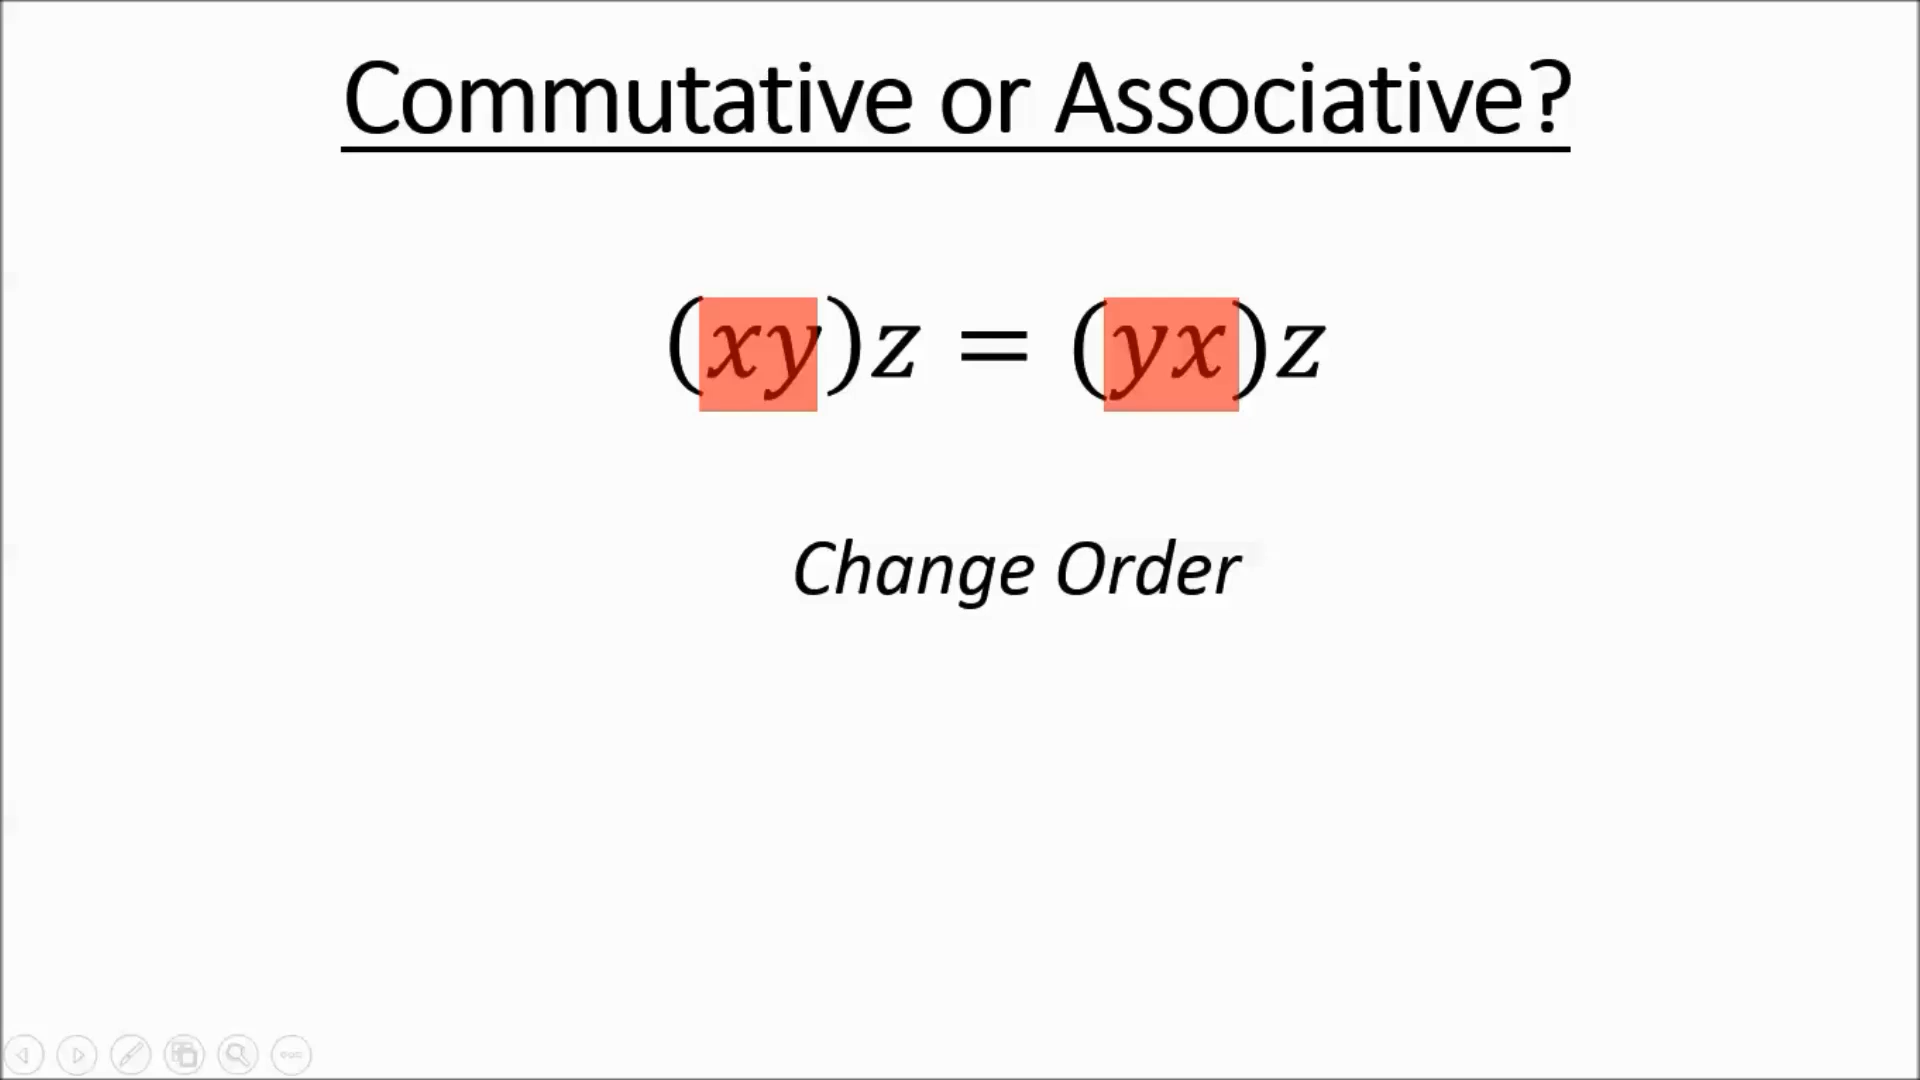 Commutative or Associative?
(xy)z = (yx)z
Change Order